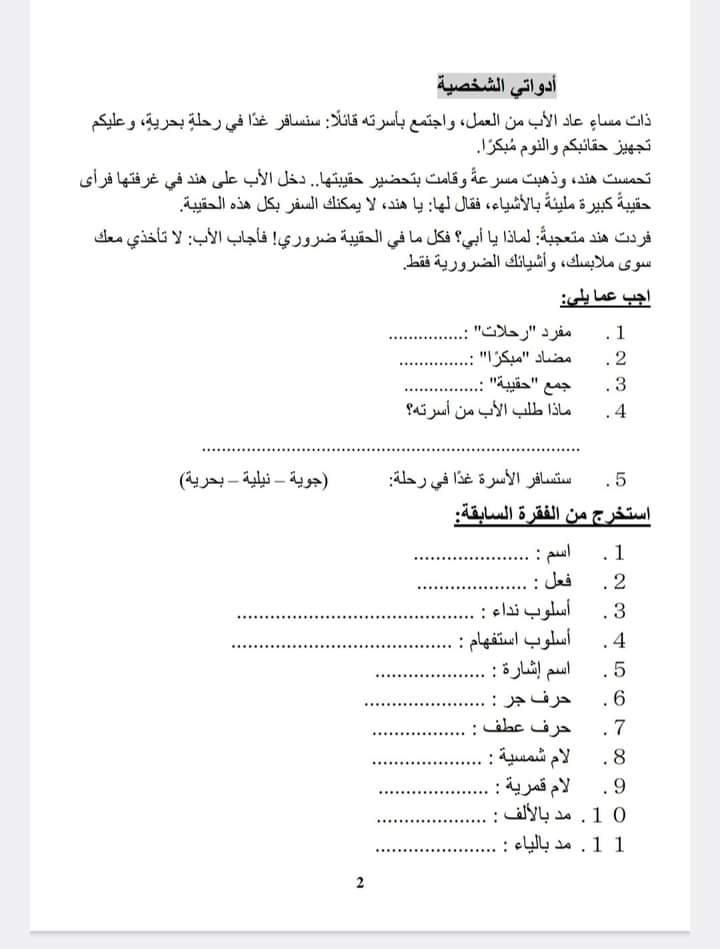 أدواتي الشخصية
ذات مساءٍ عاد الأب من العمل، واجتمع بأسرته قائلًا: سنسافر غدًا في رحلةٍ بحريةٍ، وعليكم
تجهيز حقائبكم والنوم مُبكرًا.
تحمست هند، وذهبت مسرعةً وقامت بتحضير حقيبتها.. دخل الأب على هند في غرفتها فرأى
حقيبةً كبيرة مليئةً بالأشياء، فقال لها: يا هند، لا يمكنك السفر بكل هذه الحقيبة.
فردت هند متعجبةً: لماذا يا أبي؟ فكل ما في الحقيبة ضروري! فأجاب الأب: لا تأخذي معك
سوى ملابسك، وأشيائك الضرورية فقط.
اجب عما يلي:
1. مفرد "رحلات" :...............
2. مضاد "مبكرًا" :..............
3. جمع "حقيبة" :...............
4. ماذا طلب الأب من أسرته؟
...........................................................................
5. ستسافر الأسرة غدًا في رحلة: (جوية – نيلية – بحرية)
استخرج من الفقرة السابقة:
1. اسم : .....................
2. فعل : ....................
3. أسلوب نداء : ...........................................
4. أسلوب استفهام : ........................................
5. اسم إشارة : ....................
6. حرف جر : ......................
7. حرف عطف : .................
8. لام شمسية : ....................
9. لام قمرية : ....................
10. مد بالألف : ....................
11. مد بالياء : ......................
2